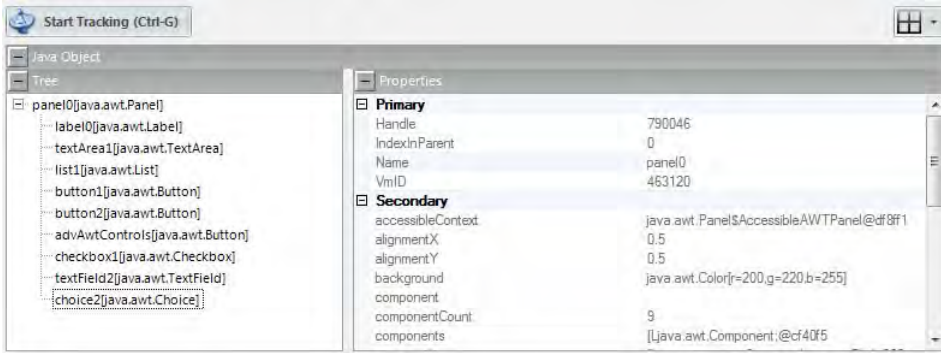 Start Tracking (Ctrl-G)
Java Object
Tree
panel0[java.awt.Panel]
label0[java.awt.Label]
textArea1[java.awt.TextArea]
list1[java.awt.List]
button1[java.awt.Button]
button2[java.awt.Button]
advAwtControls[java.awt.Button]
checkbox1[java.awt.Checkbox]
textField2[java.awt.TextField]
choice2[java.awt.Choice]
Properties
Primary
Handle 790046
IndexInParent 0
Name panel0
VmID 463120
Secondary
accessibleContext java.awt.Panel$AccessibleAWTPanel@df8ff1
alignmentX 0.5
alignmentY 0.5
background java.awt.Color[r=200,g=220,b=255]
component
componentCount 9
components [Ljava.awt.Component;@cf40f5